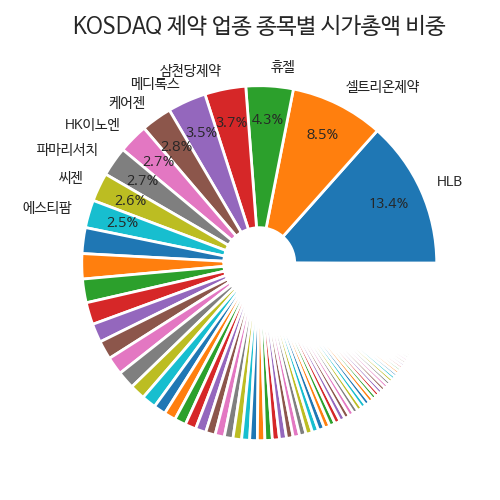 KOSDAQ 제약 업종 종목별 시가총액 비중
HLB
13.4%
셀트리온제약
8.5%
휴젤
4.3%
삼천당제약
3.7%
메디톡스
3.5%
케어젠
2.8%
HK이노엔
2.7%
파마리서치
2.7%
씨젠
2.6%
에스티팜
2.5%